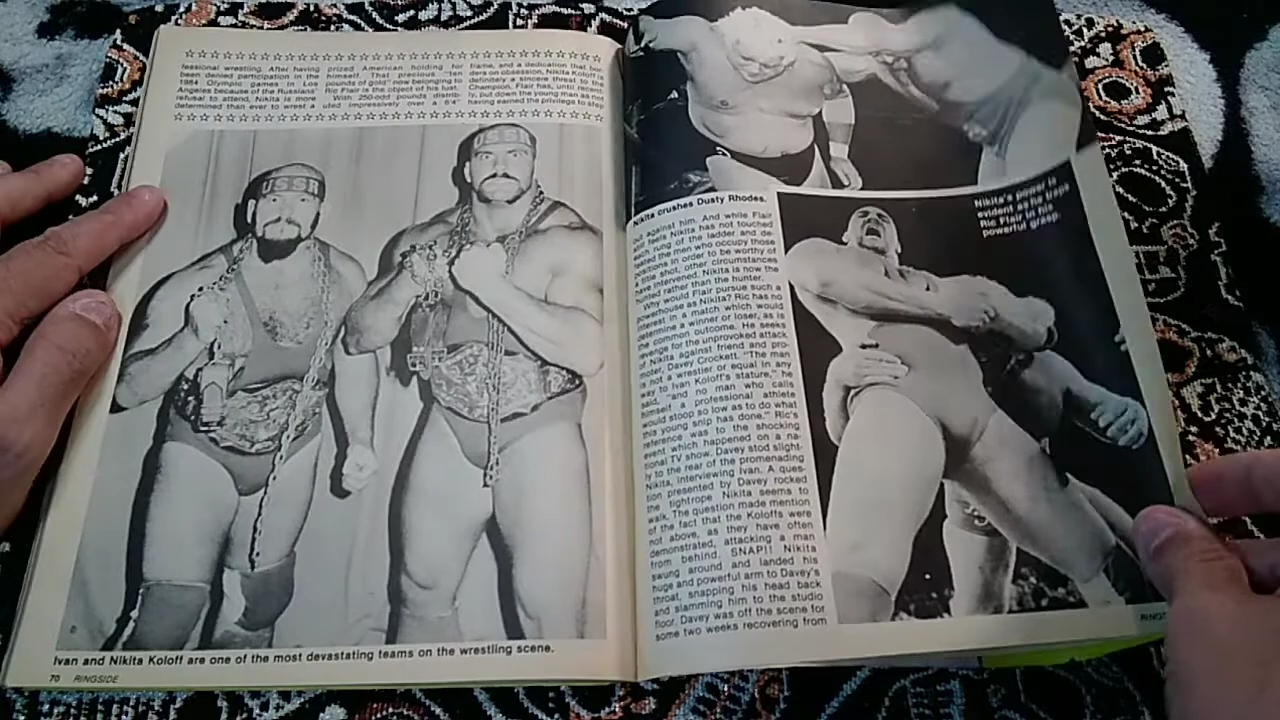 fessional wrestling. After having
been denied participation in the
1984 Olympic games in Los
Angeles because of the Russians'
refusal to attend, Nikita is more
determined than ever to wrest a
prized American holding for
himself. That precious "ten
pounds of gold" now belonging to
Ric Flair is the object of his lust.
With 250-odd pounds distrib-
uted impressively over a 6'4"
frame, and a dedication that bor-
ders on obsession, Nikita Koloff is
definitely a sincere threat to the
Champion. Flair has, until recent-
ly, put down the young man as not
having earned the privilege to step
USSR
USSR
Ivan and Nikita Koloff are one of the most devastating teams on the wrestling scene.
70 RINGSIDE
Nikita crushes Dusty Rhodes.
out against him. And while Flair
still feels Nikita has not touched
each rung of the ladder and de-
feated the men who occupy those
positions in order to be worthy of
a title shot, other circumstances
have intervened. Nikita is now the
hunted rather than the hunter.
Why would Flair pursue such a
powerhouse as Nikita? Ric has no
interest in a match which would
determine a winner or loser, as is
the common outcome. He seeks
revenge for the unprovoked attack
of Nikita against friend and pro-
moter, Davey Crockett. "The man
is not a wrestler or equal in any
way to Ivan Koloff's stature," he
said, "and no man who calls
himself a professional athlete
would stoop so low as to do what
this young snip has done." Ric's
reference was to the shocking
event which happened on a na-
tional TV show. Davey stood slight-
ly to the rear of the promenading
Nikita, interviewing Ivan. A ques-
tion presented by Davey rocked
the tightrope Nikita seems to
walk. The question made mention
of the fact that the Koloffs were
not above, as they have often
demonstrated, attacking a man
from behind. SNAP!! Nikita
swung around and landed his
huge and powerful arm to Davey's
throat, snapping his head back
and slamming him to the studio
floor. Davey was off the scene for
some two weeks recovering from
Nikita's power is
evident as he traps
Ric Flair in his
powerful grasp.
RINGS